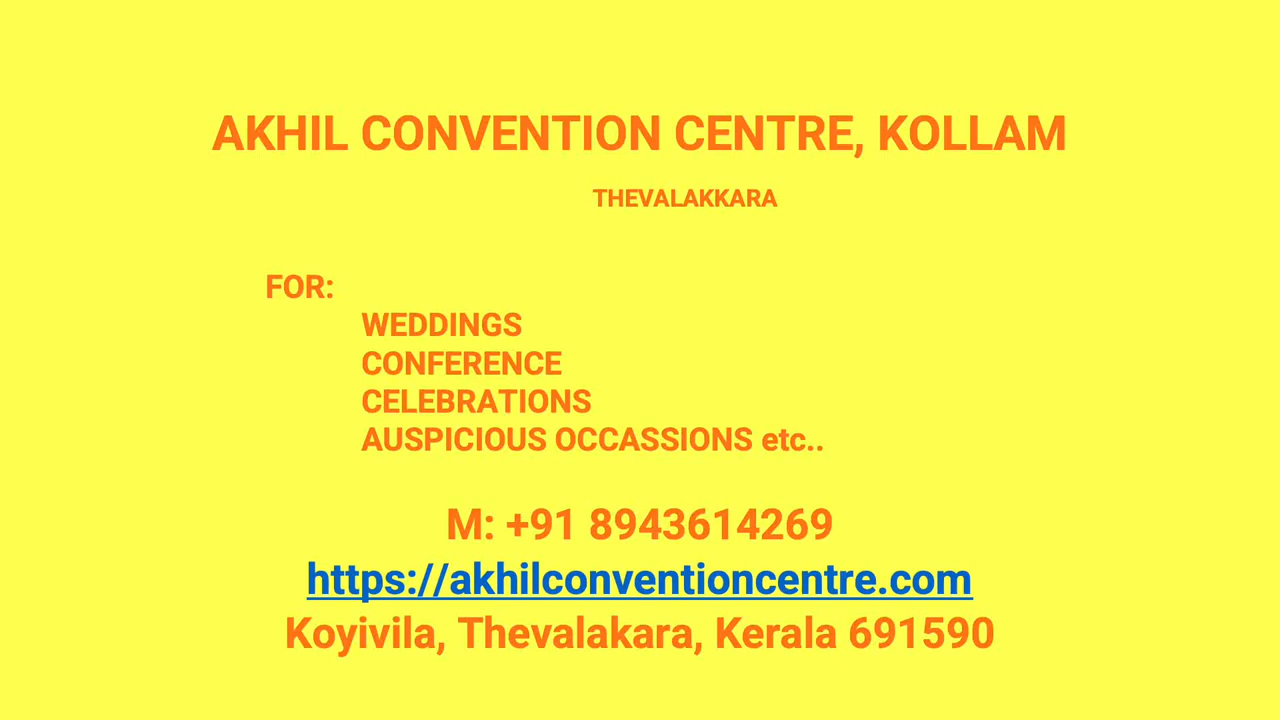 AKHIL CONVENTION CENTRE, KOLLAM
THEVALAKKARA
FOR:
WEDDINGS
CONFERENCE
CELEBRATIONS
AUSPICIOUS OCCASSIONS etc..
M: +91 8943614269
https://akhilconventioncentre.com
Koyivila, Thevalakara, Kerala 691590